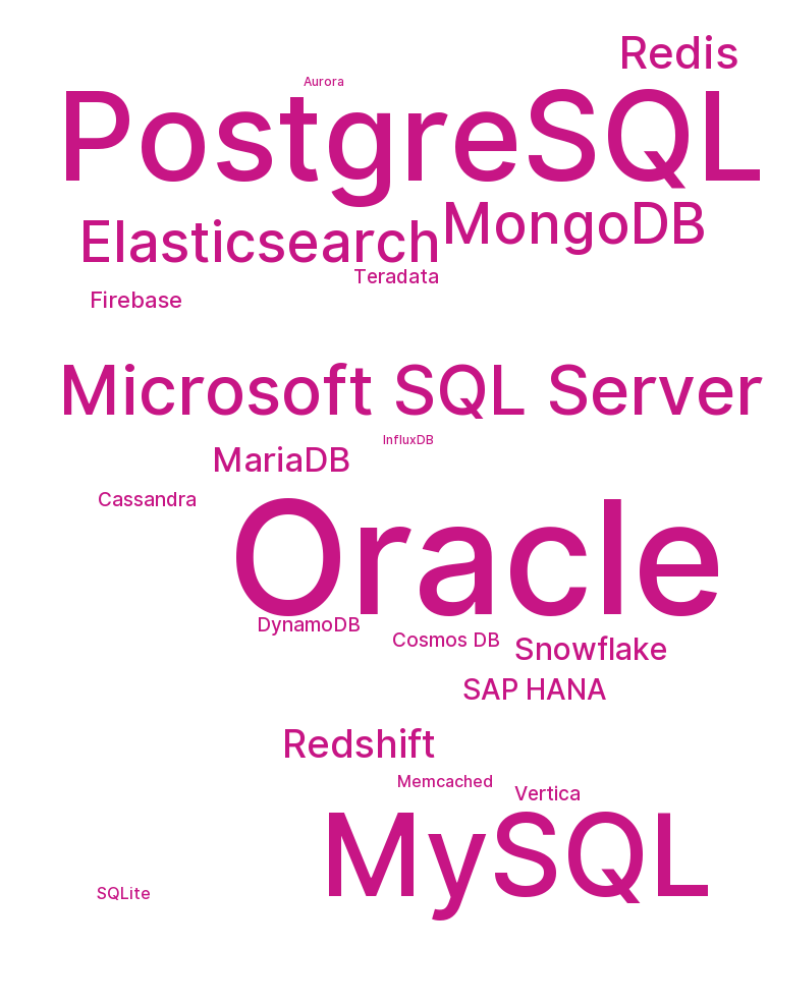 Redis
Aurora
PostgreSQL
MongoDB
Elasticsearch
Teradata
Firebase
Microsoft SQL Server
InfluxDB
MariaDB
Cassandra
Oracle
DynamoDB
Cosmos DB
Snowflake
SAP HANA
Redshift
Memcached
Vertica
MySQL
SQLite